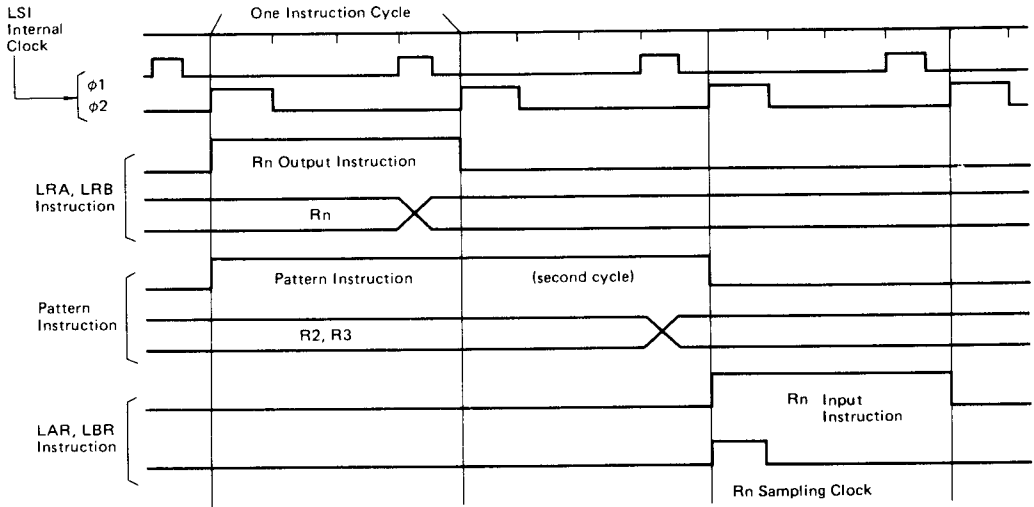 LSI
Internal
Clock
One Instruction Cycle
ϕ1
ϕ2
LRA, LRB
Instruction
Rn Output Instruction
Rn
Pattern
Instruction
Pattern Instruction
(second cycle)
R2, R3
LAR, LBR
Instruction
Rn Input
Instruction
Rn Sampling Clock